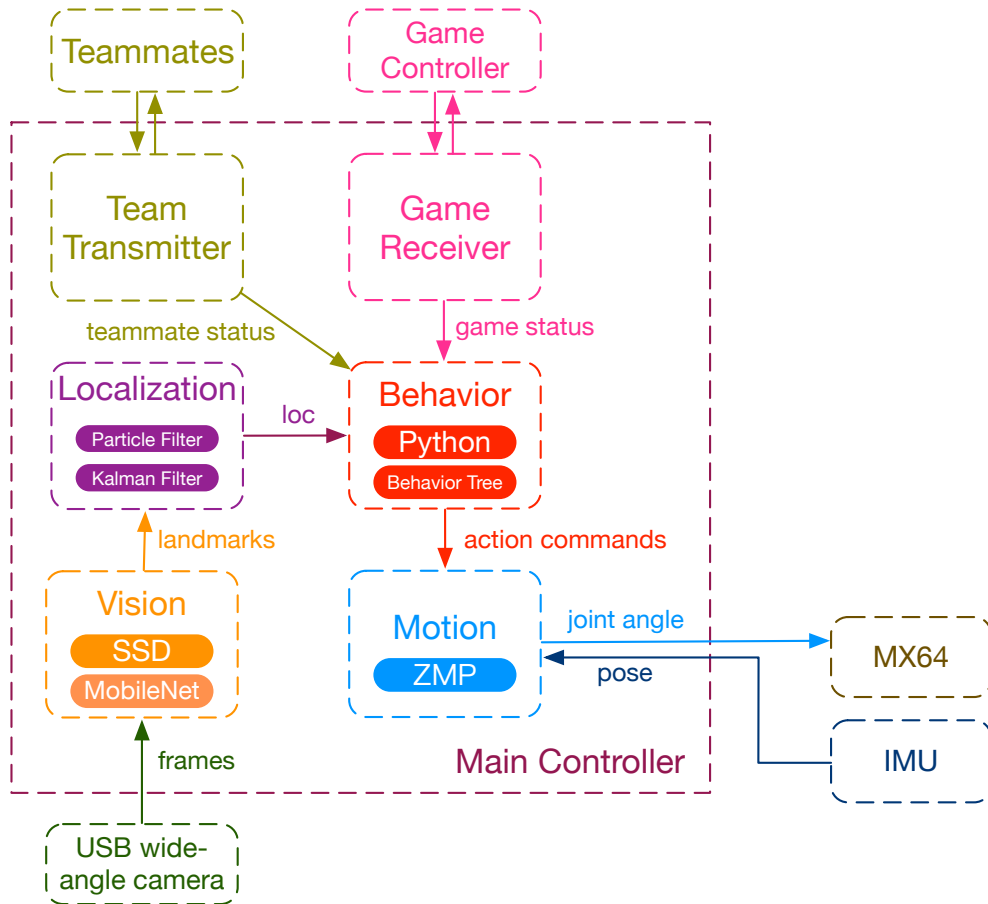 Teammates
Game
Controller
Team
Transmitter
Game
Receiver
teammate status
game status
Localization
Particle Filter
Kalman Filter
loc
Behavior
Python
Behavior Tree
landmarks
action commands
Vision
SSD
MobileNet
Motion
ZMP
joint angle
pose
MX64
IMU
frames
Main Controller
USB wide-
angle camera